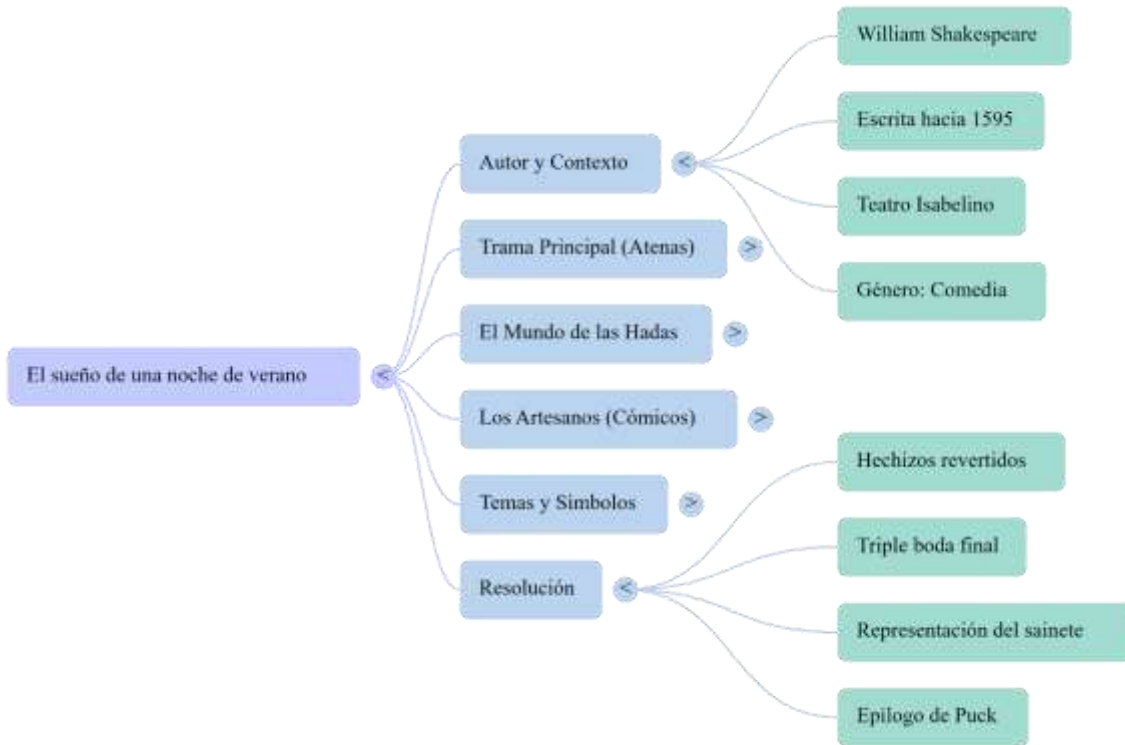 El sueño de una noche de verano
Autor y Contexto
William Shakespeare
Escrita hacia 1595
Teatro Isabelino
Género: Comedia
Trama Principal (Atenas)
El Mundo de las Hadas
Los Artesanos (Cómicos)
Temas y Símbolos
Resolución
Hechizos revertidos
Triple boda final
Representación del sainete
Epílogo de Puck